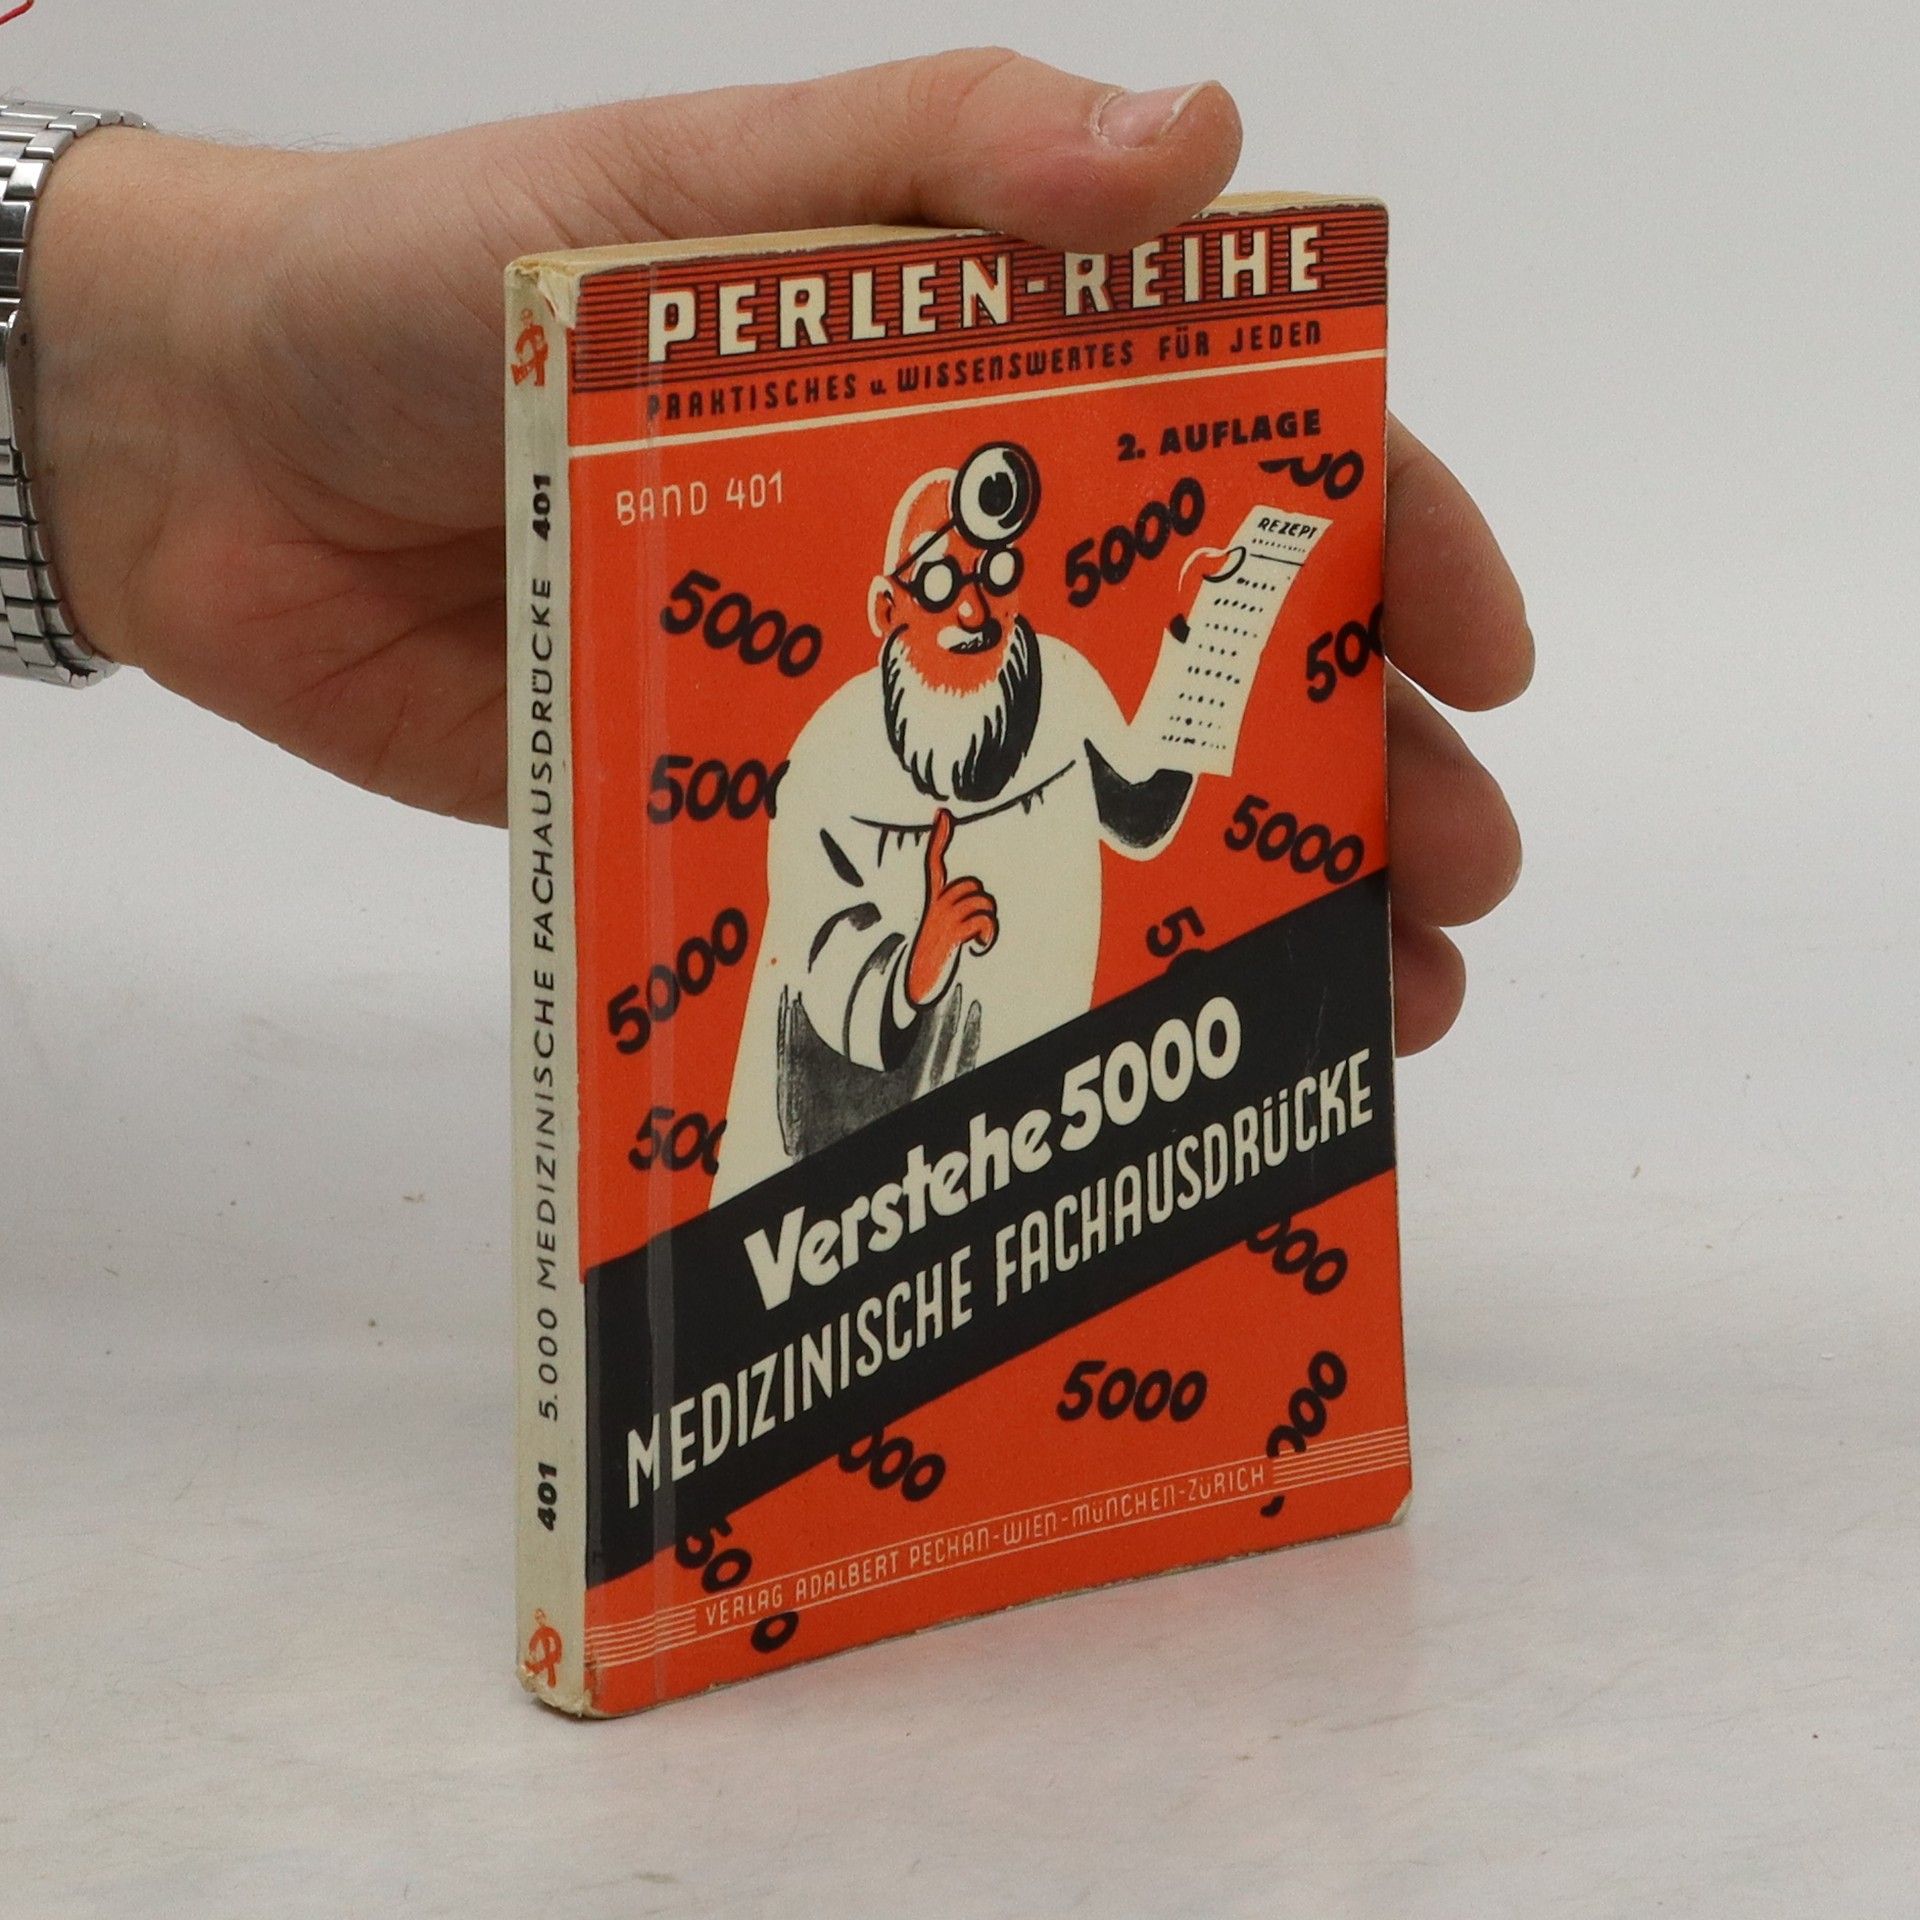 PERLEN-REIHE
PRAKTISCHES u. WISSENSWERTES FÜR JEDEN
2. AUFLAGE
BAND 401
REZEPT
5000
5000
5000
5000
5000
Verstehe 5000
MEDIZINISCHE FACHAUSDRÜCKE
5000
VERLAG ADALBERT PECHAN-WIEN-MÜNCHEN-ZÜRICH
401 5.000 MEDIZINISCHE FACHAUSDRÜCKE 401